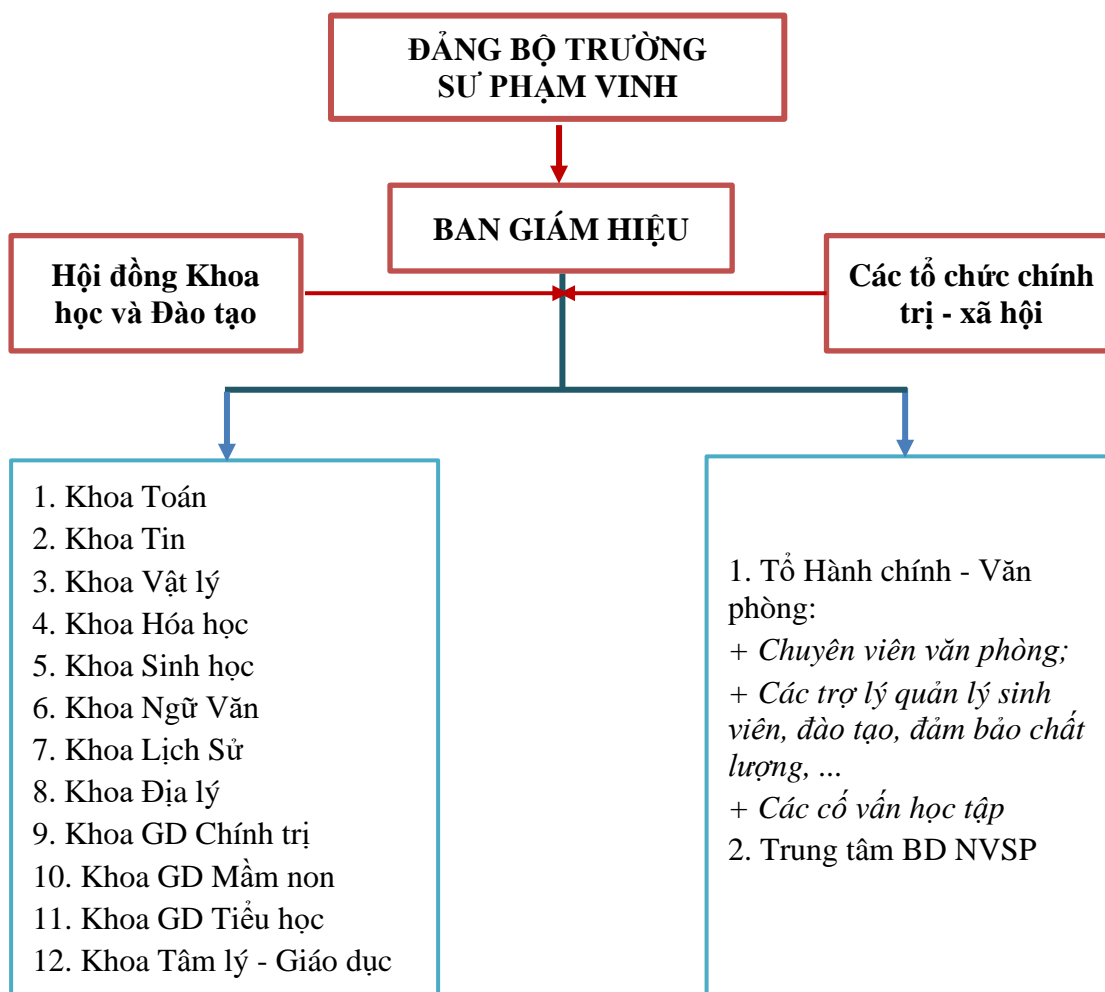 ĐẢNG BỘ TRƯỜNG
SƯ PHẠM VINH
BAN GIÁM HIỆU
Hội đồng Khoa
học và Đào tạo
Các tổ chức chính
trị - xã hội
1. Khoa Toán
2. Khoa Tin
3. Khoa Vật lý
4. Khoa Hóa học
5. Khoa Sinh học
6. Khoa Ngữ Văn
7. Khoa Lịch Sử
8. Khoa Địa lý
9. Khoa GD Chính trị
10. Khoa GD Mầm non
11. Khoa GD Tiểu học
12. Khoa Tâm lý - Giáo dục
1. Tổ Hành chính - Văn
phòng:
+ Chuyên viên văn phòng;
+ Các trợ lý quản lý sinh
viên, đào tạo, đảm bảo chất
lượng, ...
+ Các cố vấn học tập
2. Trung tâm BD NVSP